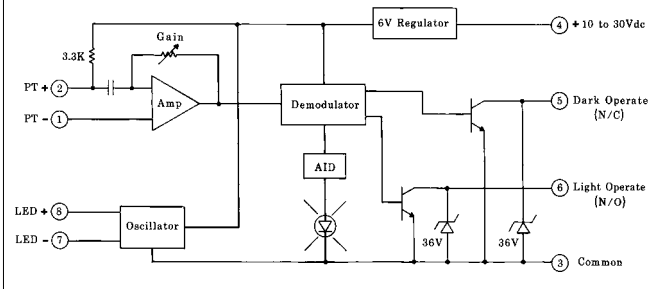 6V Regulator
4 + 10 to 30Vdc
Gain
3.3K
PT + 2
Amp
PT - 1
Demodulator
5 Dark Operate
(N/C)
AID
6 Light Operate
(N/O)
LED + 8
Oscillator
LED - 7
36V
36V
3 Common